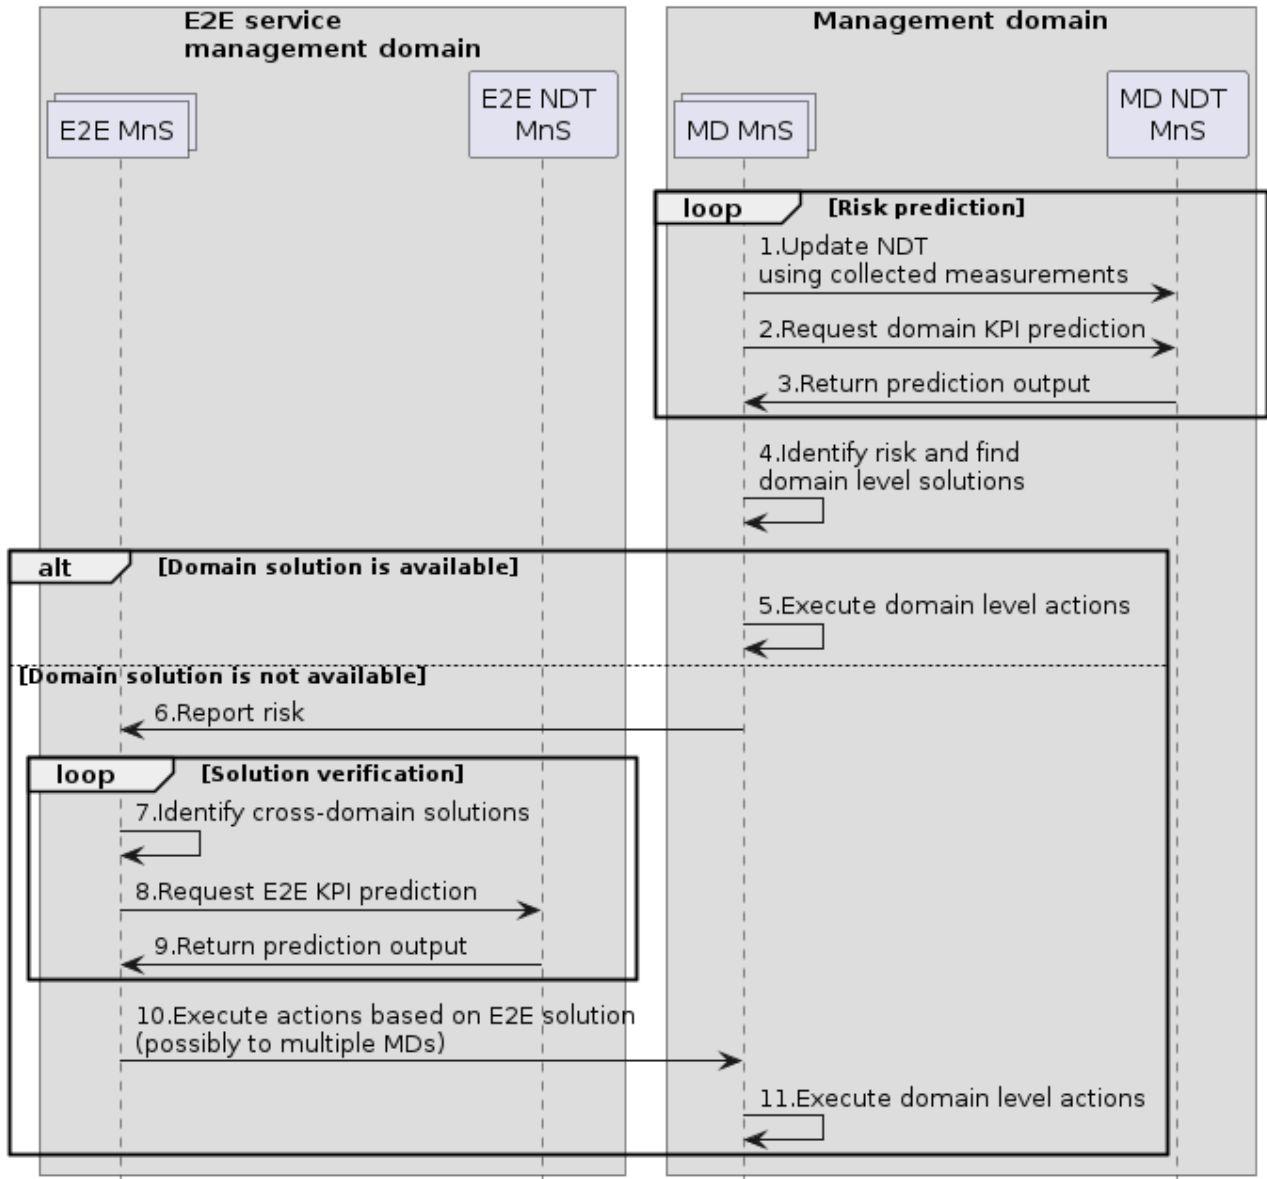 E2E service
management domain
Management domain
E2E MnS
E2E NDT
MnS
MD MnS
MD NDT
MnS
loop
[Risk prediction]
1.Update NDT
using collected measurements
2.Request domain KPI prediction
3.Return prediction output
4.Identify risk and find
domain level solutions
alt
[Domain solution is available]
5.Execute domain level actions
[Domain solution is not available]
6.Report risk
loop
[Solution verification]
7.Identify cross-domain solutions
8.Request E2E KPI prediction
9.Return prediction output
10.Execute actions based on E2E solution
(possibly to multiple MDs)
11.Execute domain level actions